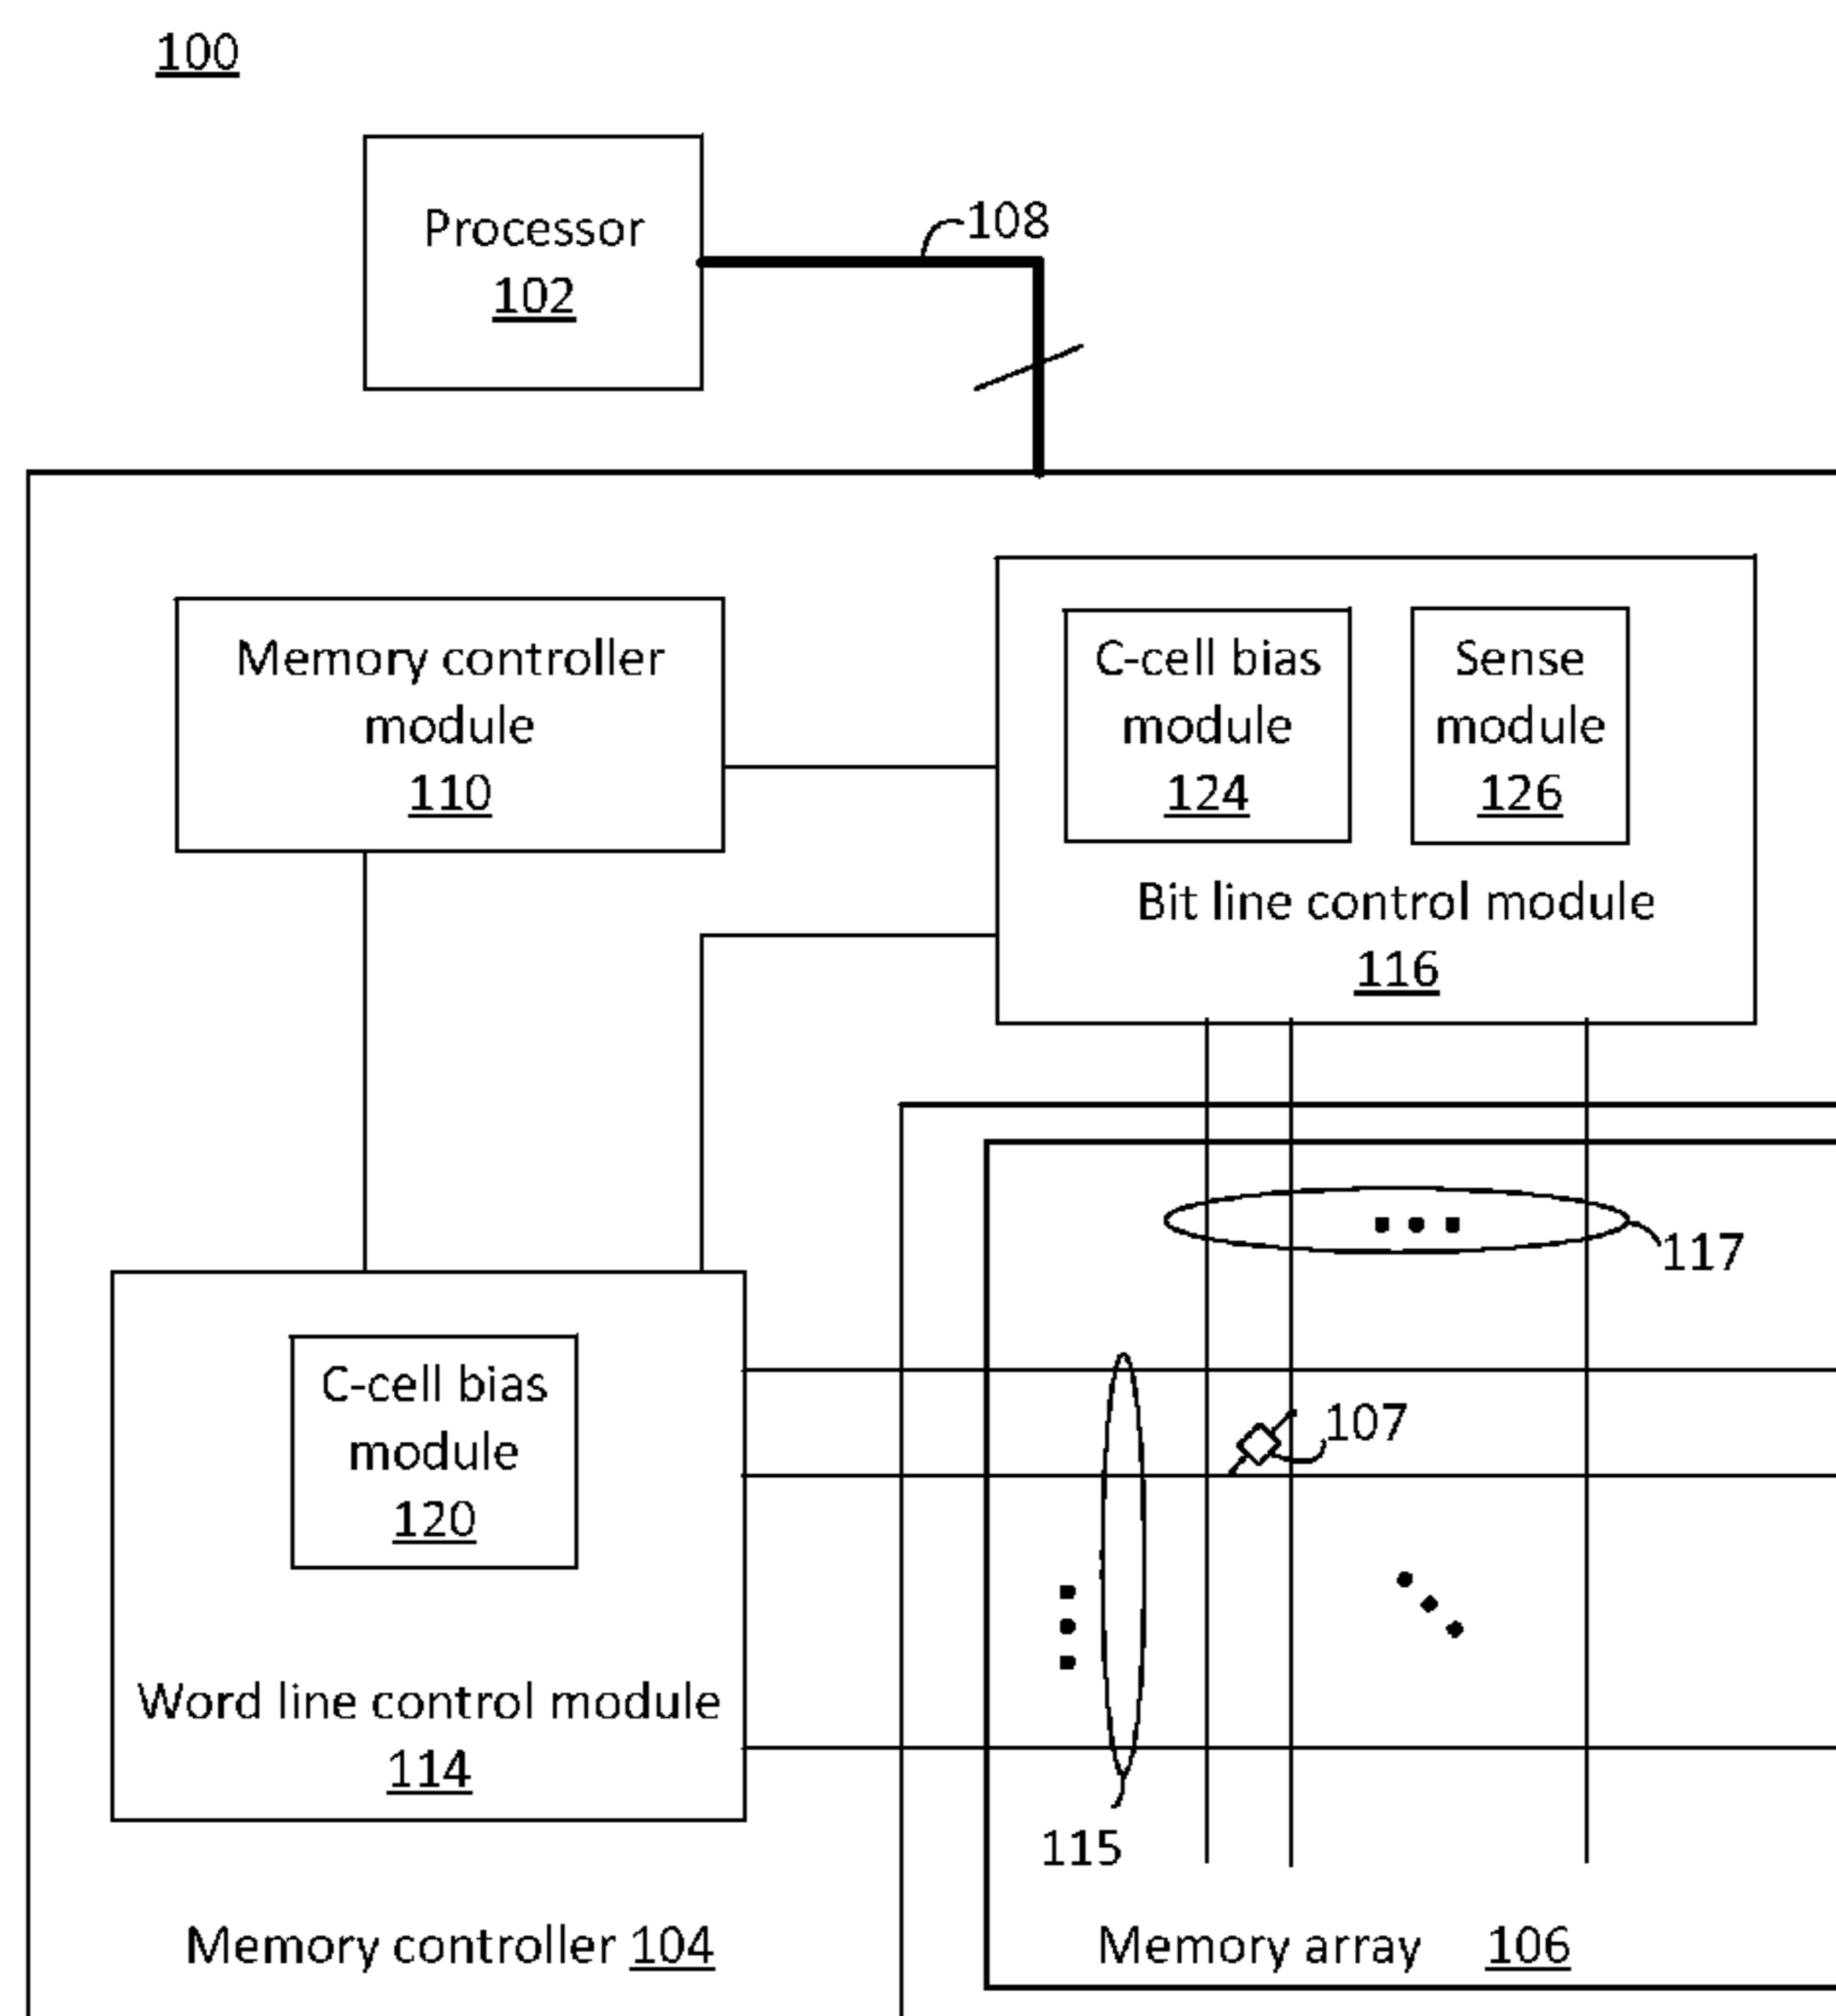 100
Processor
102
108
Memory controller
module
110
C-cell bias
module
124
Sense
module
126
Bit line control module
116
117
C-cell bias
module
120
107
Word line control module
114
115
Memory controller 104
Memory array 106